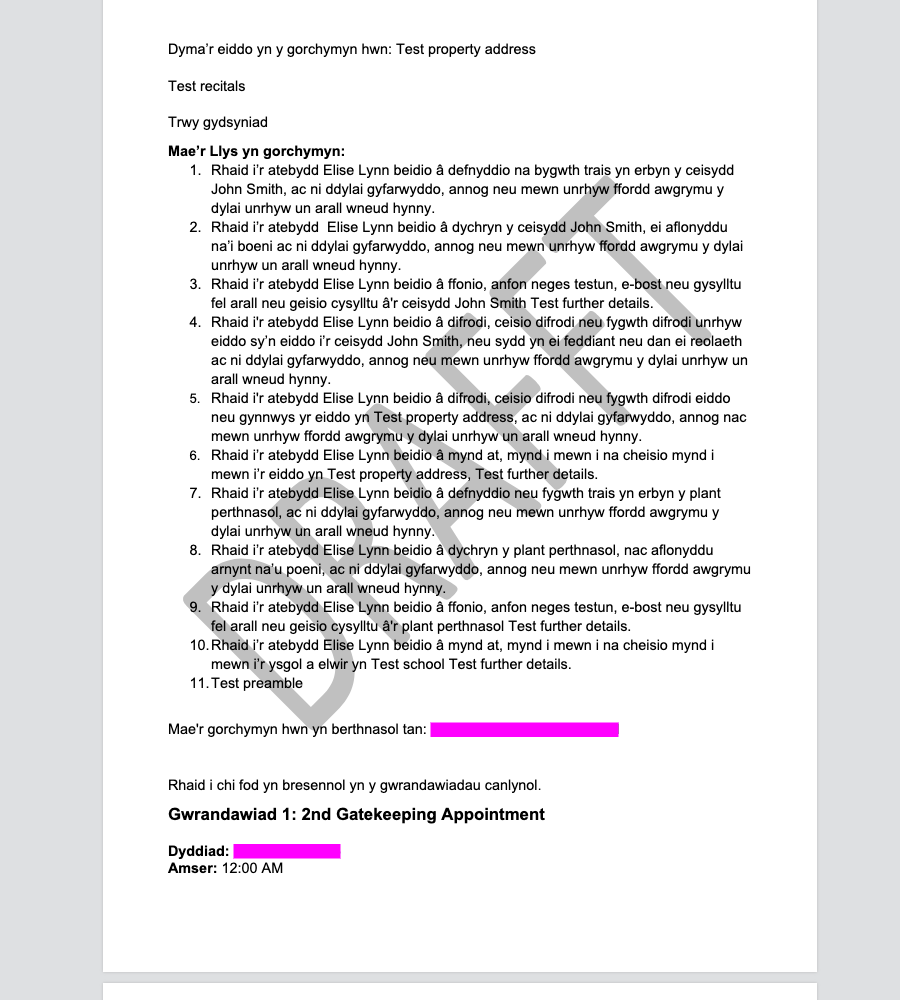 Dyma’r eiddo yn y gorchymyn hwn: Test property address
Test recitals
Trwy gydsyniad
Mae’r Llys yn gorchymyn:
1. Rhaid i’r atebydd Elise Lynn beidio â defnyddio na bygwth trais yn erbyn y ceisydd
John Smith, ac ni ddylai gyfarwyddo, annog neu mewn unrhyw ffordd awgrymu y
dylai unrhyw un arall wneud hynny.
2. Rhaid i’r atebydd  Elise Lynn beidio â dychryn y ceisydd John Smith, ei aflonyddu
na’i boeni ac ni ddylai gyfarwyddo, annog neu mewn unrhyw ffordd awgrymu y dylai
unrhyw un arall wneud hynny.
3. Rhaid i’r atebydd Elise Lynn beidio â ffonio, anfon neges testun, e-bost neu gysylltu
fel arall neu geisio cysylltu â'r ceisydd John Smith Test further details.
4. Rhaid i'r atebydd Elise Lynn beidio â difrodi, ceisio difrodi neu fygwth difrodi unrhyw
eiddo sy’n eiddo i’r ceisydd John Smith, neu sydd yn ei feddiant neu dan ei reolaeth
ac ni ddylai gyfarwyddo, annog neu mewn unrhyw ffordd awgrymu y dylai unrhyw un
arall wneud hynny.
5. Rhaid i'r atebydd Elise Lynn beidio â difrodi, ceisio difrodi neu fygwth difrodi eiddo
neu gynnwys yr eiddo yn Test property address, ac ni ddylai gyfarwyddo, annog nac
mewn unrhyw ffordd awgrymu y dylai unrhyw un arall wneud hynny.
6. Rhaid i’r atebydd Elise Lynn beidio â mynd at, mynd i mewn i na cheisio mynd i
mewn i’r eiddo yn Test property address, Test further details.
7. Rhaid i’r atebydd Elise Lynn beidio â defnyddio neu fygwth trais yn erbyn y plant
perthnasol, ac ni ddylai gyfarwyddo, annog neu mewn unrhyw ffordd awgrymu y
dylai unrhyw un arall wneud hynny.
8. Rhaid i’r atebydd Elise Lynn beidio â dychryn y plant perthnasol, nac aflonyddu
arnynt na’u poeni, ac ni ddylai gyfarwyddo, annog neu mewn unrhyw ffordd awgrymu
y dylai unrhyw un arall wneud hynny.
9. Rhaid i’r atebydd Elise Lynn beidio â ffonio, anfon neges testun, e-bost neu gysylltu
fel arall neu geisio cysylltu â'r plant perthnasol Test further details.
10. Rhaid i’r atebydd Elise Lynn beidio â mynd at, mynd i mewn i na cheisio mynd i
mewn i’r ysgol a elwir yn Test school Test further details.
11. Test preamble
DRAFT
Mae'r gorchymyn hwn yn berthnasol tan:
Rhaid i chi fod yn bresennol yn y gwrandawiadau canlynol.
Gwrandawiad 1: 2nd Gatekeeping Appointment
Dyddiad:
Amser: 12:00 AM